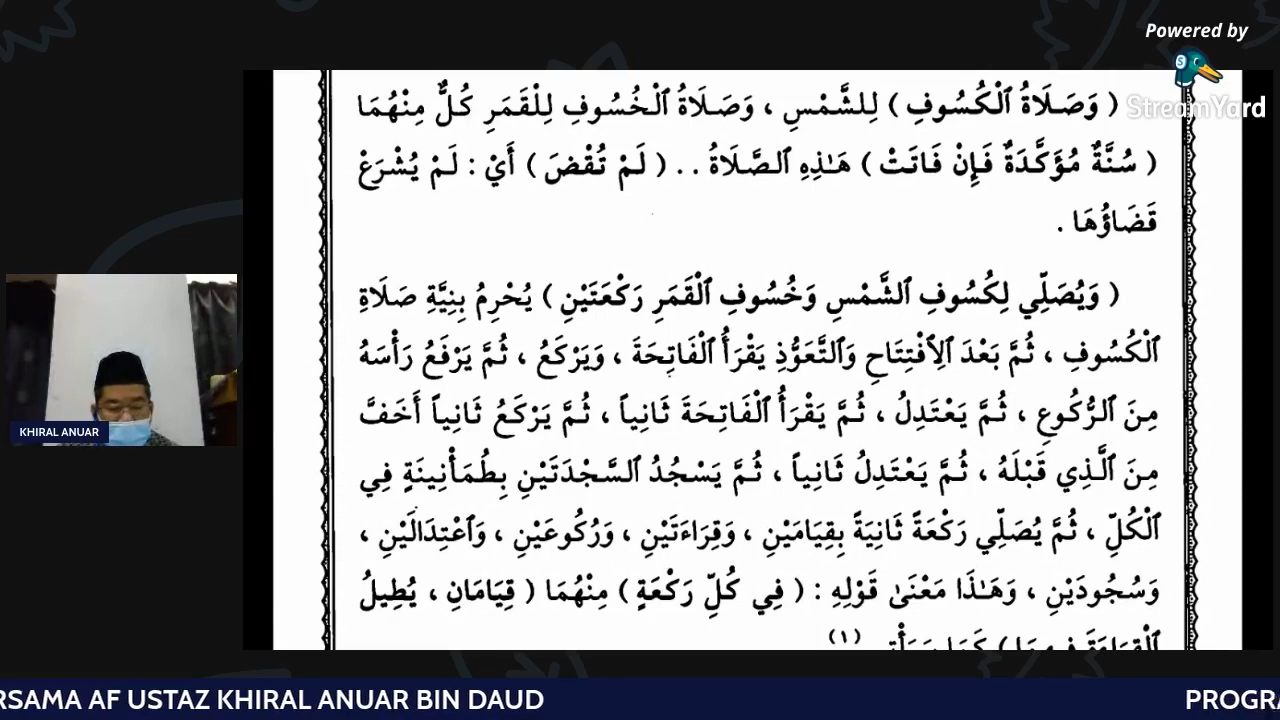 Powered by
StreamYard
( وَصَلَاةُ ٱلْكُسُوفِ ) لِلشَّمْسِ ، وَصَلَاةُ ٱلْخُسُوفِ لِلْقَمَرِ كُلٌّ مِنْهُمَا
( سُنَّةٌ مُؤَكَّدَةٌ فَإِنْ فَاتَتْ ) هَـٰذِهِ ٱلصَّلَاةُ .. ( لَمْ تُقْضَ ) أَيْ : لَمْ يُشْرَعْ
قَضَاؤُهَا .
( وَيُصَلِّي لِكُسُوفِ ٱلشَّمْسِ وَخُسُوفِ ٱلْقَمَرِ رَكْعَتَيْنِ ) يُحْرِمُ بِنِيَّةِ صَلَاةِ
ٱلْكُسُوفِ ، ثُمَّ بَعْدَ ٱلِٱفْتِتَاحِ وَٱلتَّعَوُّذِ يَقْرَأُ ٱلْفَاتِحَةَ ، وَيَرْكَعُ ، ثُمَّ يَرْفَعُ رَأْسَهُ
مِنَ ٱلرُّكُوعِ ، ثُمَّ يَعْتَدِلُ ، ثُمَّ يَقْرَأُ ٱلْفَاتِحَةَ ثَانِياً ، ثُمَّ يَرْكَعُ ثَانِياً أَخَفَّ
مِنَ ٱلَّذِي قَبْلَهُ ، ثُمَّ يَعْتَدِلُ ثَانِياً ، ثُمَّ يَسْجُدُ ٱلسَّجْدَتَيْنِ بِطُمَأْنِينَةٍ فِي
ٱلْكُلِّ ، ثُمَّ يُصَلِّي رَكْعَةً ثَانِيَةً بِقِيَامَيْنِ ، وَقِرَاءَتَيْنِ ، وَرُكُوعَيْنِ ، وَٱعْتِدَالَيْنِ ،
وَسُجُودَيْنِ ، وَهَـٰذَا مَعْنَىٰ قَوْلِهِ : ( فِي كُلِّ رَكْعَةٍ ) مِنْهُمَا ( قِيَامَانِ ، يُطِيلُ
KHIRAL ANUAR
RSAMA AF USTAZ KHIRAL ANUAR BIN DAUD
PROGRA